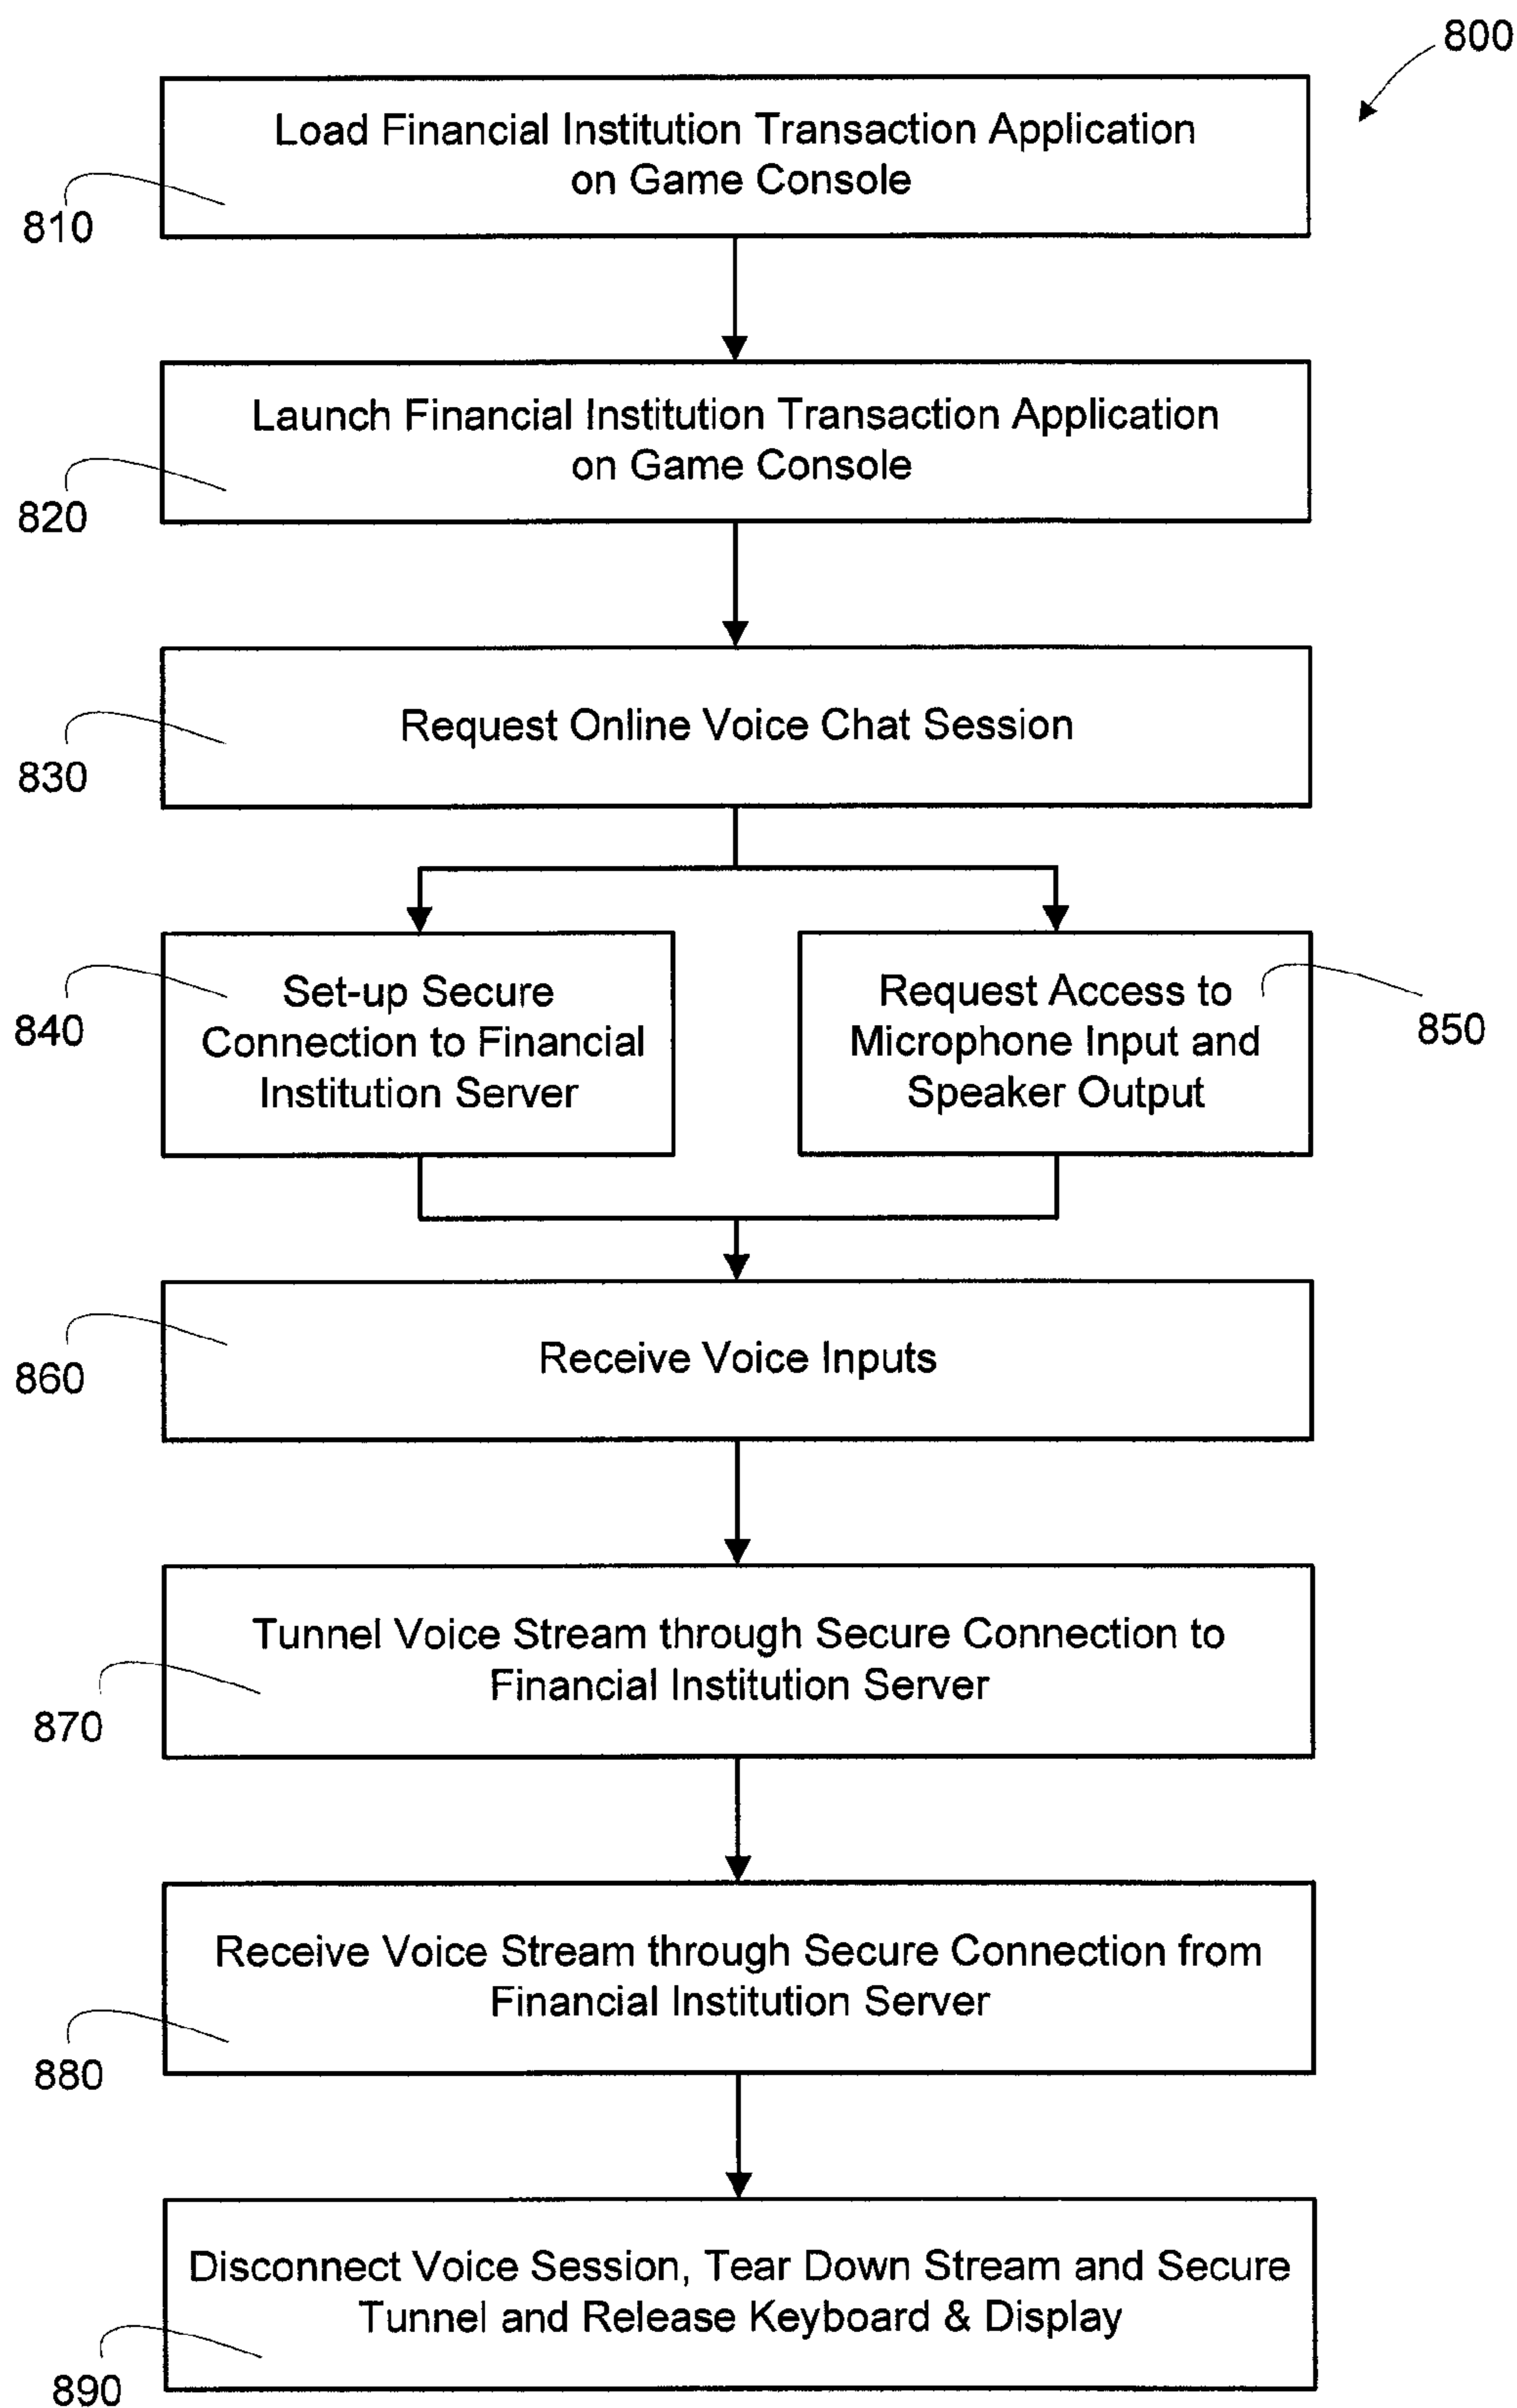 800
Load Financial Institution Transaction Application
on Game Console
810
Launch Financial Institution Transaction Application
on Game Console
820
Request Online Voice Chat Session
830
Set-up Secure
Connection to Financial
Institution Server
840
Request Access to
Microphone Input and
Speaker Output
850
Receive Voice Inputs
860
Tunnel Voice Stream through Secure Connection to
Financial Institution Server
870
Receive Voice Stream through Secure Connection from
Financial Institution Server
880
Disconnect Voice Session, Tear Down Stream and Secure
Tunnel and Release Keyboard & Display
890